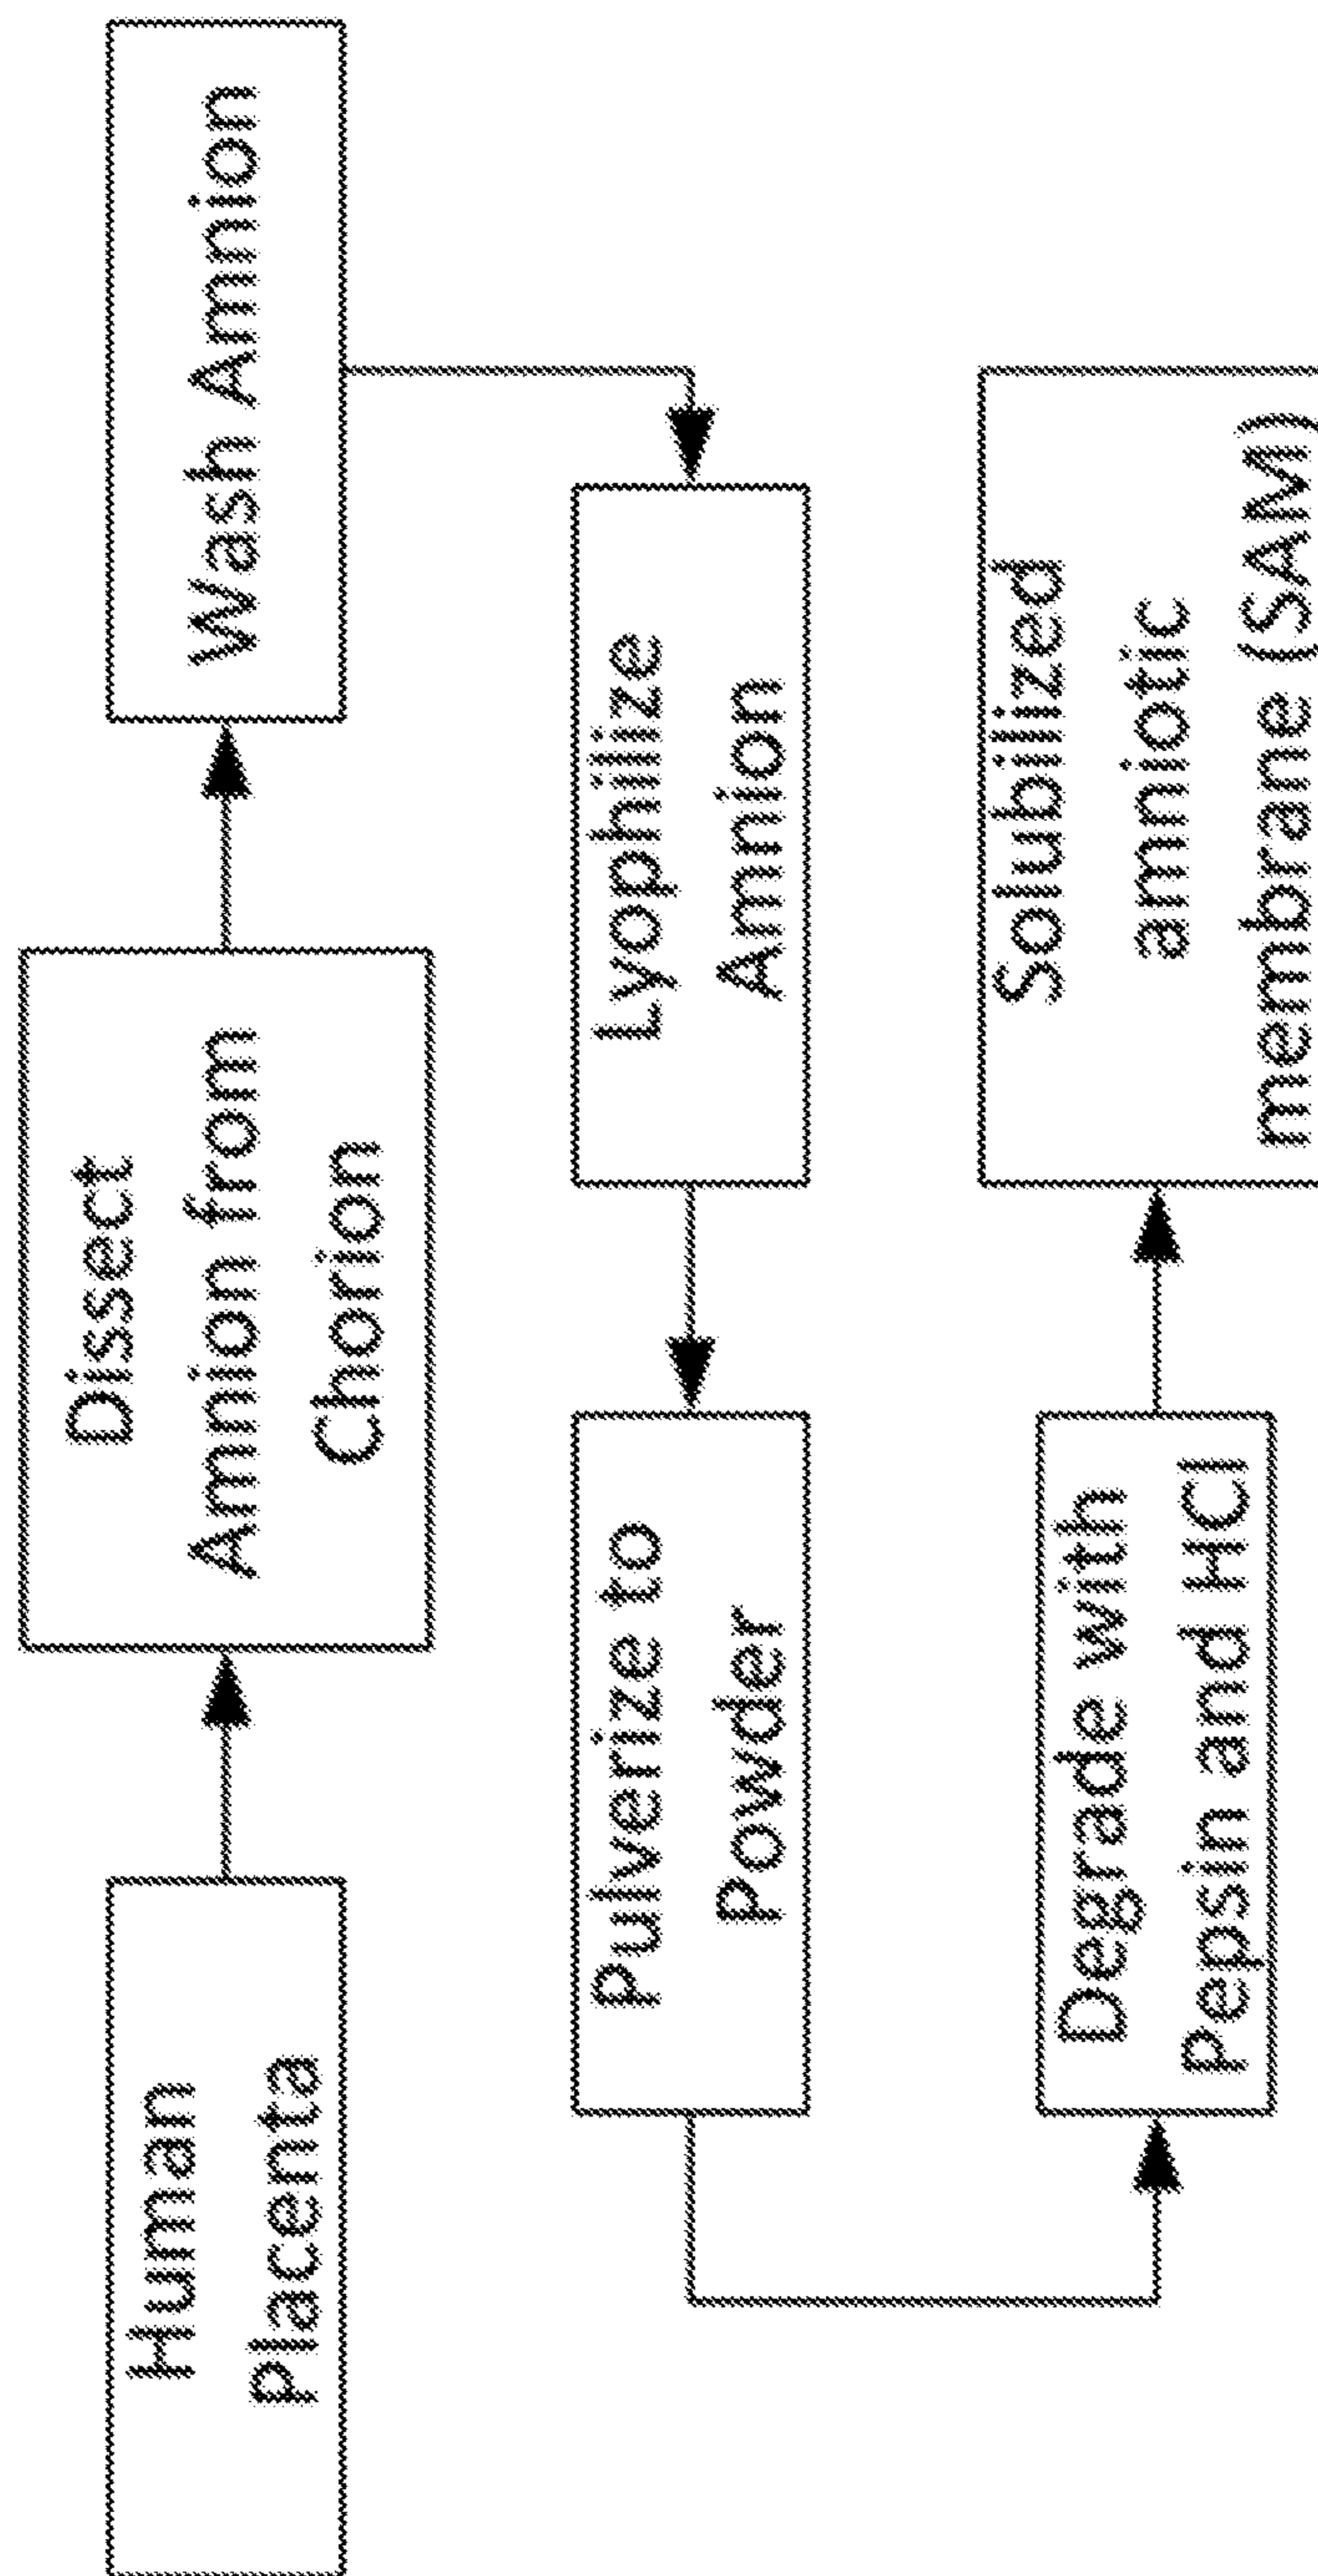 Human
Placenta
Dissect
Amnion from
Chorion
Wash Amnion
Lyophilize
Amnion
Pulverize to
Powder
Degrade with
Pepsin and HCl
Solubilized
amniotic
membrane (SAM)